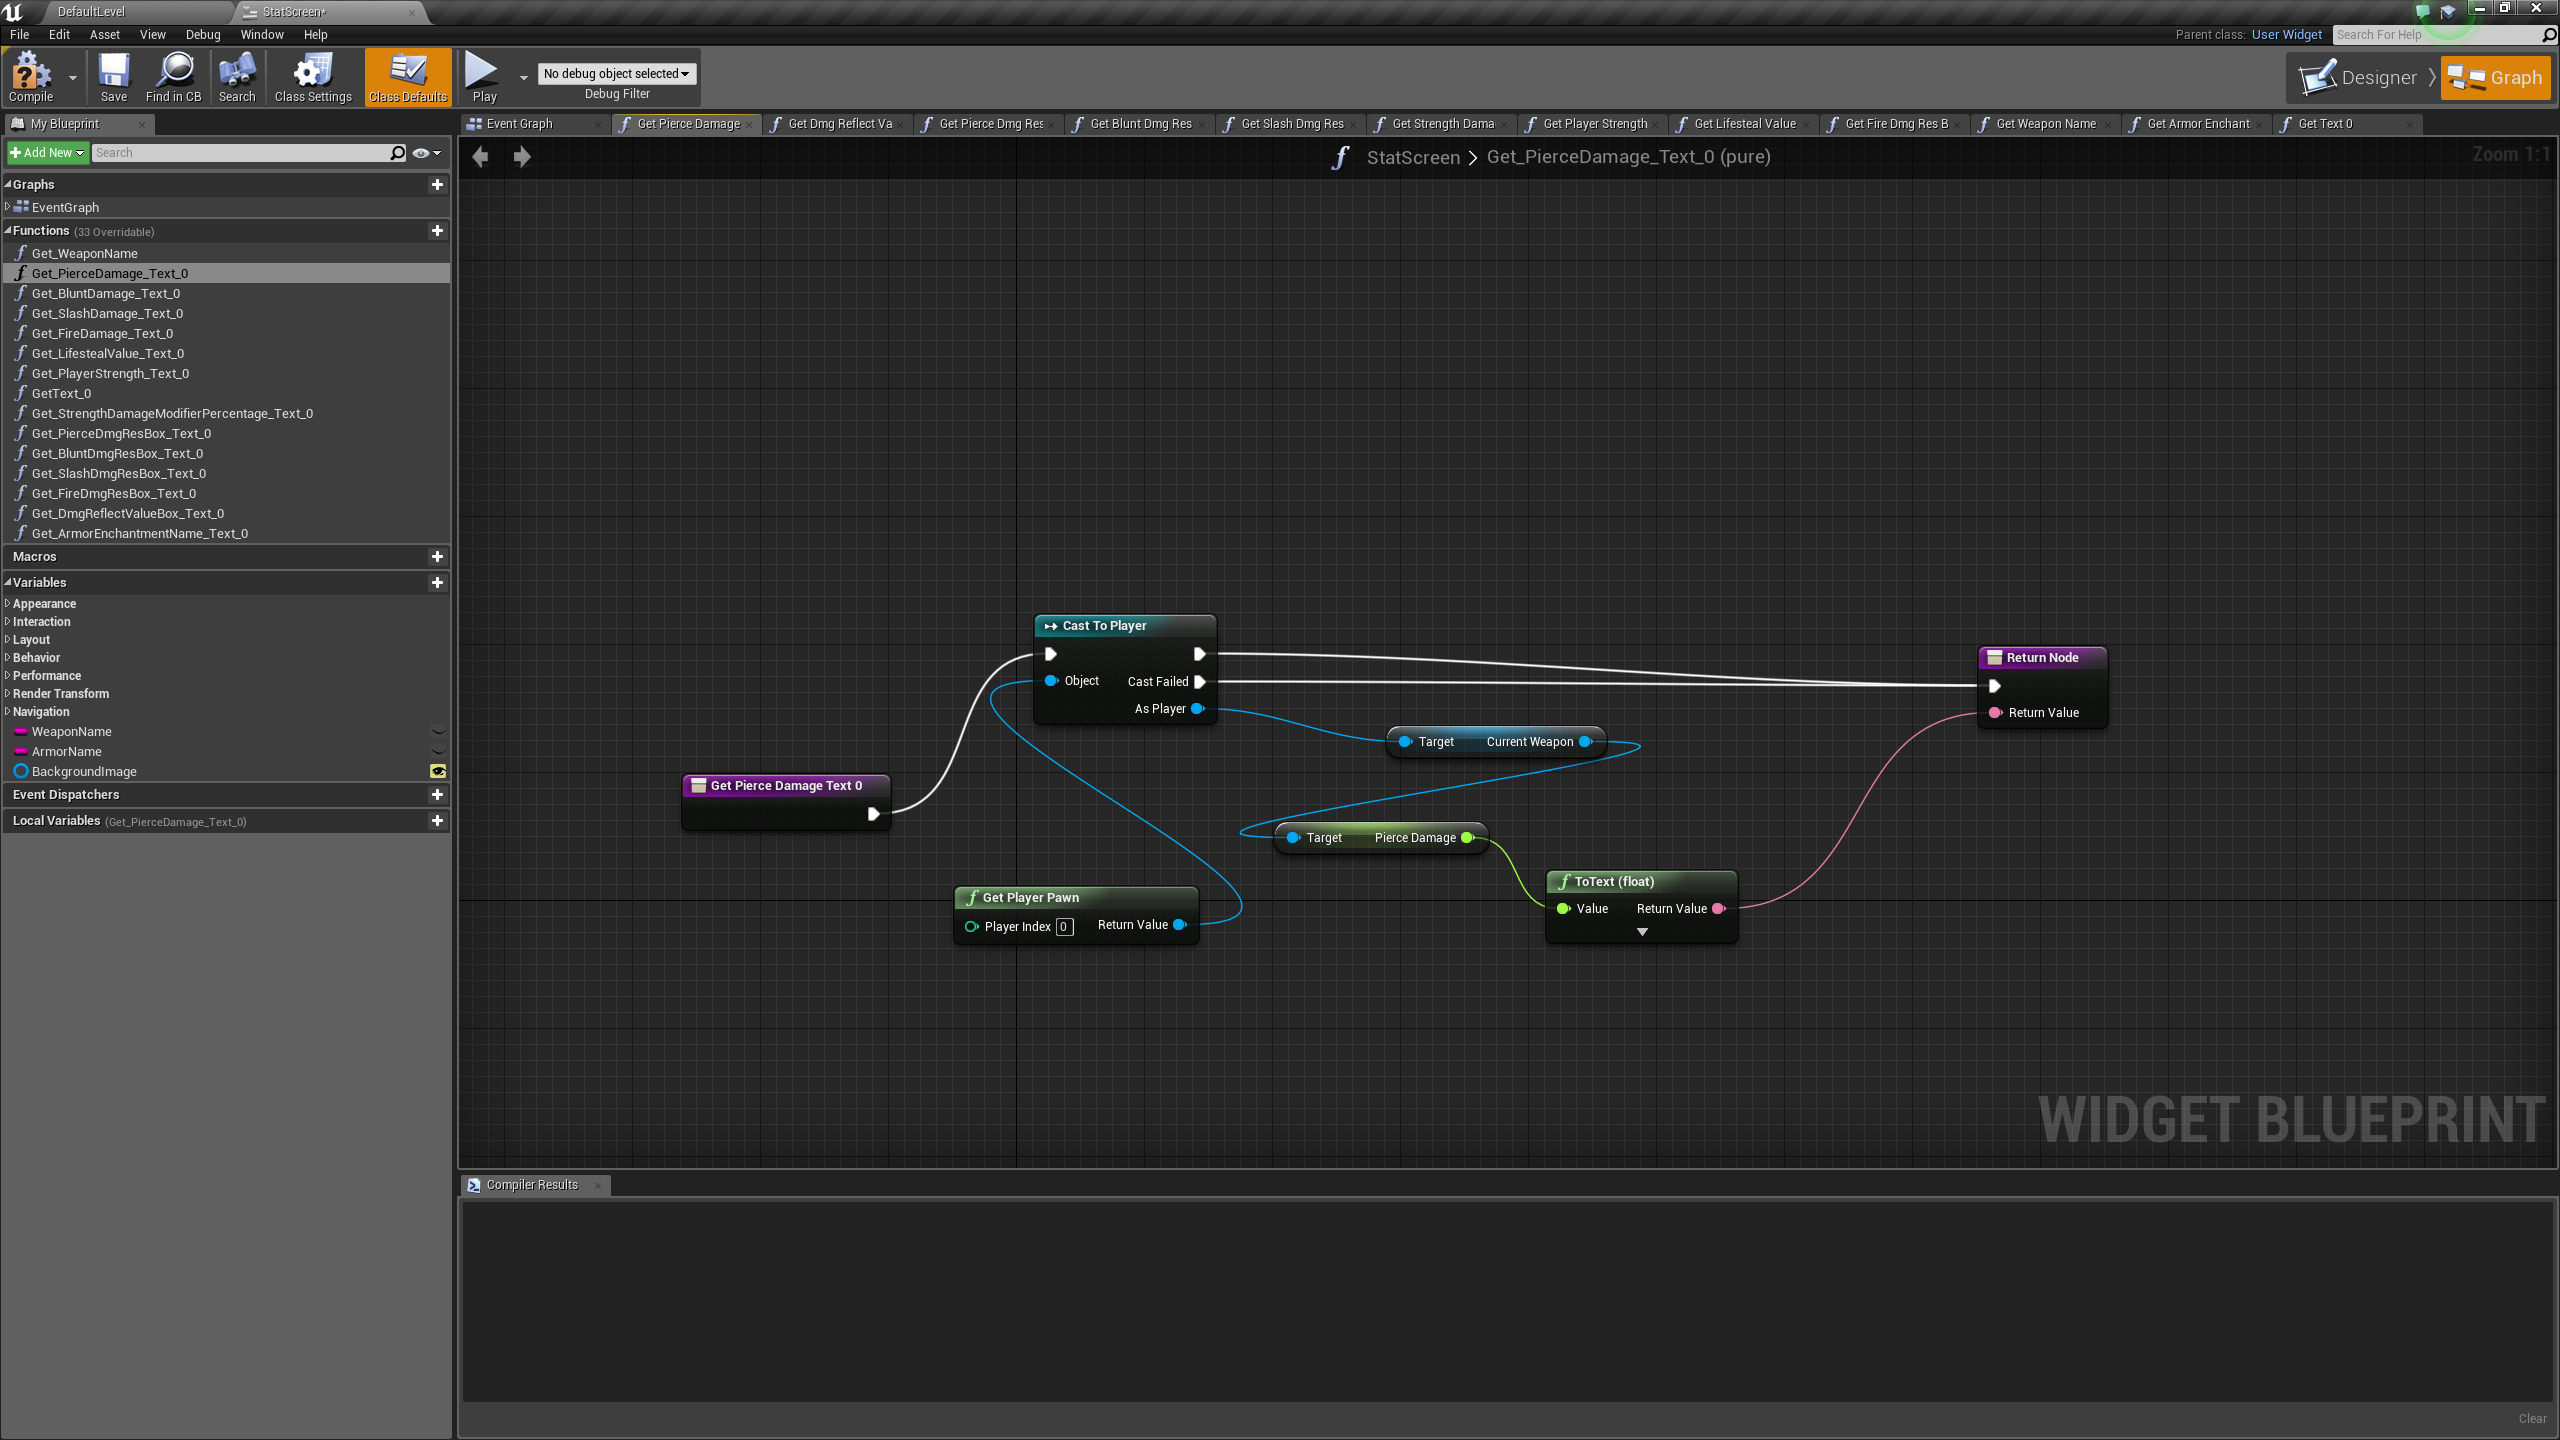 DefaultLevel
StatScreen*
File Edit Asset View Debug Window Help
Parent class: User Widget
Search For Help
Compile
Save
Find in CB
Search
Class Settings
Class Defaults
Play
No debug object selected
Debug Filter
Designer
Graph
My Blueprint
Event Graph
Get Pierce Damage
Get Dmg Reflect Va
Get Pierce Dmg Res
Get Blunt Dmg Res
Get Slash Dmg Res
Get Strength Dama
Get Player Strength
Get Lifesteal Value
Get Fire Dmg Res B
Get Weapon Name
Get Armor Enchant
Get Text 0
Add New
Search
StatScreen > Get_PierceDamage_Text_0 (pure)
Zoom 1:1
Graphs
EventGraph
Functions (33 Overridable)
Get_WeaponName
Get_PierceDamage_Text_0
Get_BluntDamage_Text_0
Get_SlashDamage_Text_0
Get_FireDamage_Text_0
Get_LifestealValue_Text_0
Get_PlayerStrength_Text_0
GetText_0
Get_StrengthDamageModifierPercentage_Text_0
Get_PierceDmgResBox_Text_0
Get_BluntDmgResBox_Text_0
Get_SlashDmgResBox_Text_0
Get_FireDmgResBox_Text_0
Get_DmgReflectValueBox_Text_0
Get_ArmorEnchantmentName_Text_0
Macros
Variables
Appearance
Interaction
Layout
Behavior
Performance
Render Transform
Navigation
WeaponName
ArmorName
BackgroundImage
Event Dispatchers
Local Variables (Get_PierceDamage_Text_0)
Cast To Player
Object
Cast Failed
As Player
Return Node
Return Value
Target Current Weapon
Get Pierce Damage Text 0
Target Pierce Damage
Get Player Pawn
Player Index 0
Return Value
ToText (float)
Value Return Value
WIDGET BLUEPRINT
Compiler Results
Clear